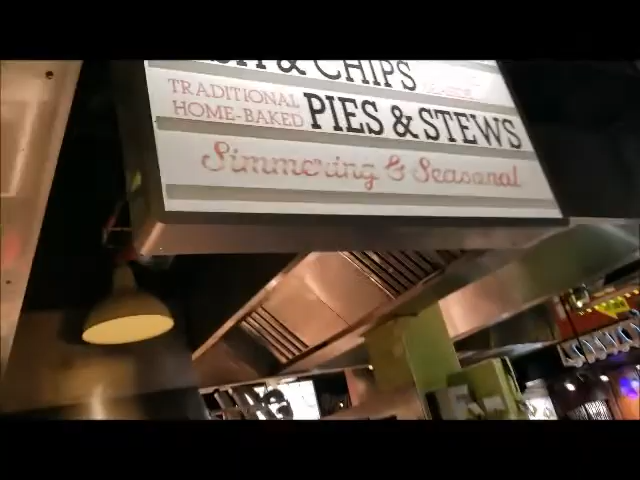 & CHIPS
TRADITIONAL
HOME-BAKED PIES & STEWS
Simmering & Seasonal